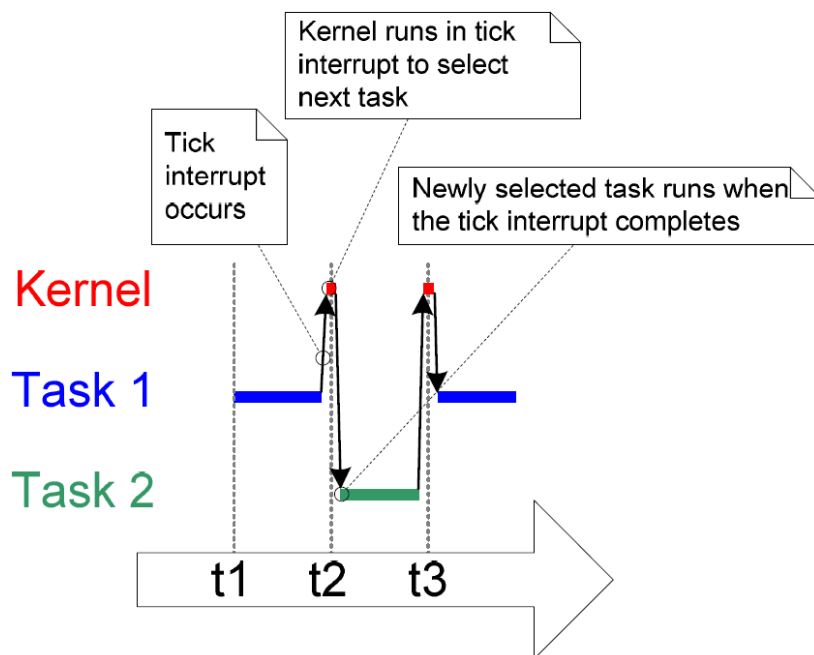 Kernel runs in tick
interrupt to select
next task
Tick
interrupt
occurs
Newly selected task runs when
the tick interrupt completes
Kernel
Task 1
Task 2
t1
t2
t3